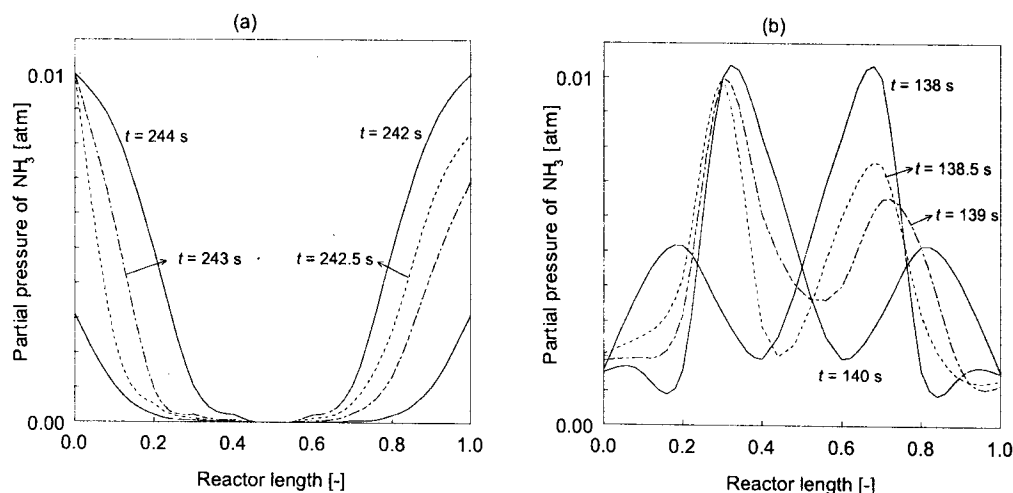 (a)
Partial pressure of NH3 [atm]
0.01
0.00
t = 244 s
t = 242 s
t = 243 s
t = 242.5 s
0.0 0.2 0.4 0.6 0.8 1.0
Reactor length [-]
(b)
Partial pressure of NH3 [atm]
0.01
0.00
t = 138 s
t = 138.5 s
t = 139 s
t = 140 s
0.0 0.2 0.4 0.6 0.8 1.0
Reactor length [-]